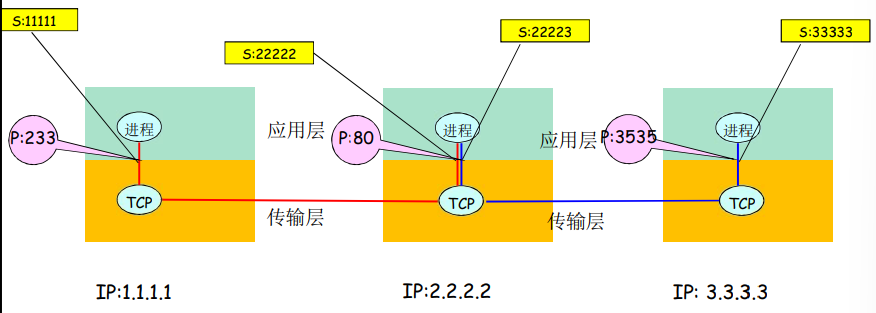 S:11111
S:22222
S:22223
S:33333
P:233
进程
应用层
P:80
进程
应用层
P:3535
进程
TCP
传输层
TCP
传输层
TCP
IP:1.1.1.1
IP:2.2.2.2
IP: 3.3.3.3